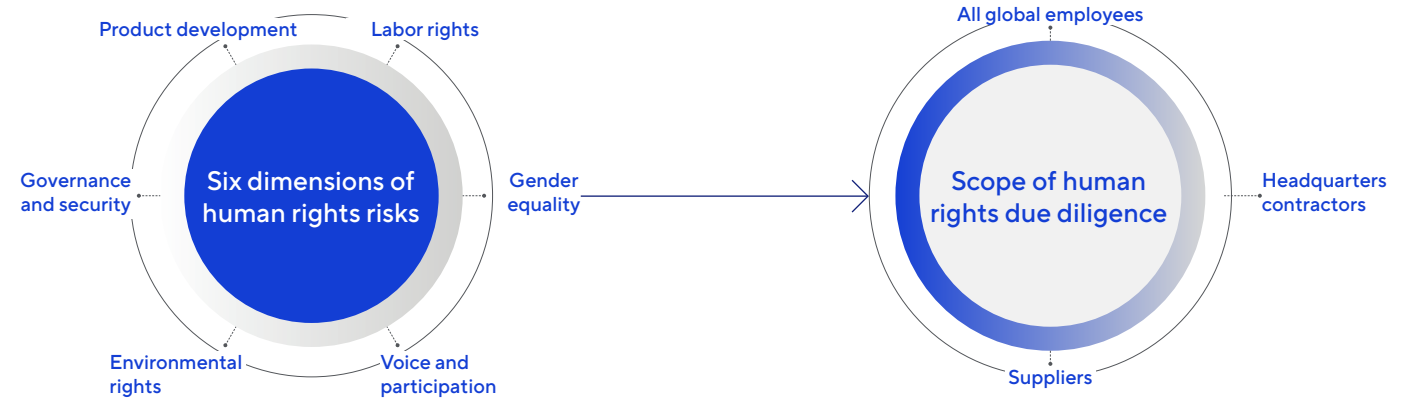 Product development
Labor rights
Governance
and security
Six dimensions of
human rights risks
Gender
equality
Environmental
rights
Voice and
participation
All global employees
Scope of human
rights due diligence
Headquarters
contractors
Suppliers